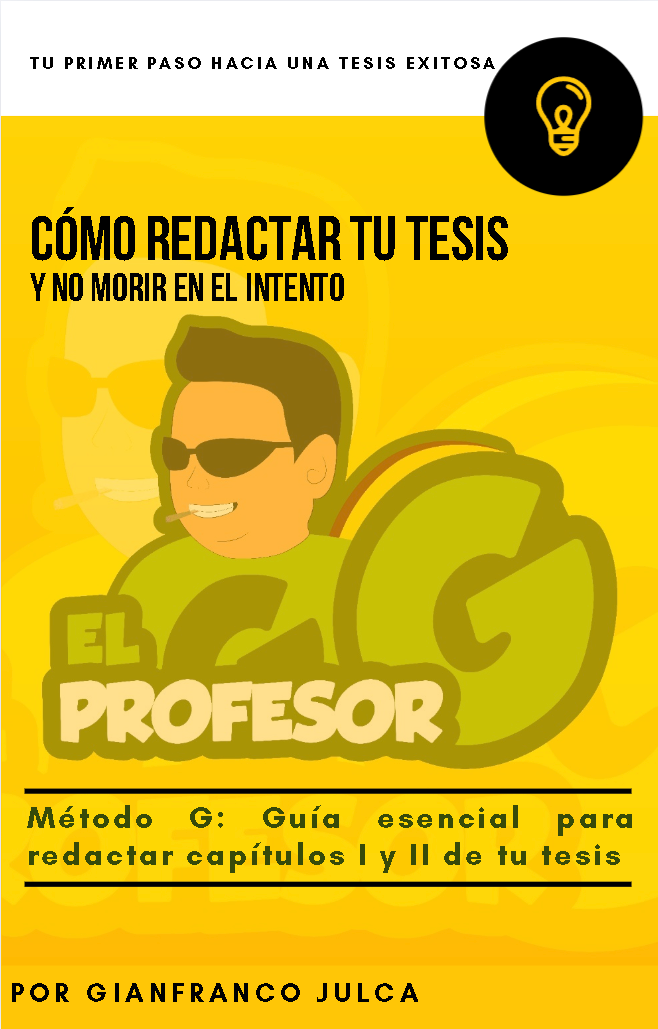 TU PRIMER PASO HACIA UNA TESIS EXITOSA
CÓMO REDACTAR TU TESIS
Y NO MORIR EN EL INTENTO
G
G
EL
PROFESOR
Método G: Guía esencial para
redactar capítulos I y II de tu tesis
POR GIANFRANCO JULCA